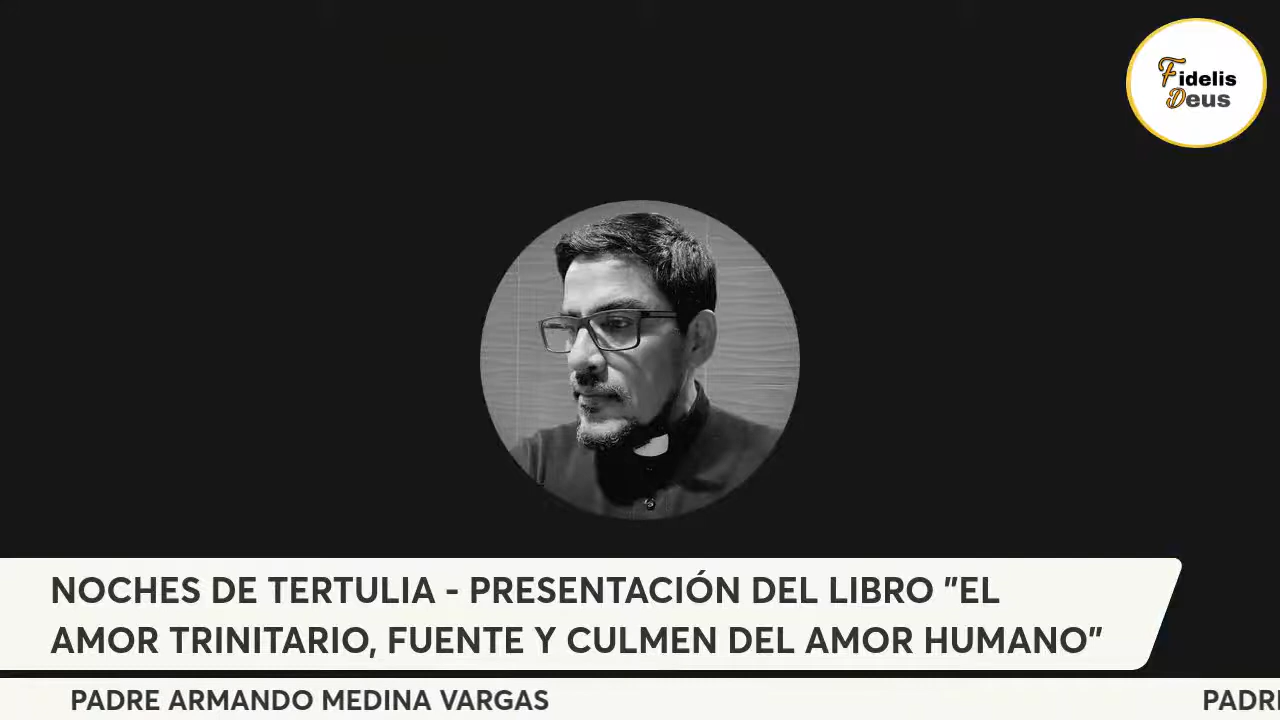 Fidelis
Deus
NOCHES DE TERTULIA - PRESENTACIÓN DEL LIBRO "EL
AMOR TRINITARIO, FUENTE Y CULMEN DEL AMOR HUMANO"
PADRE ARMANDO MEDINA VARGAS PADR